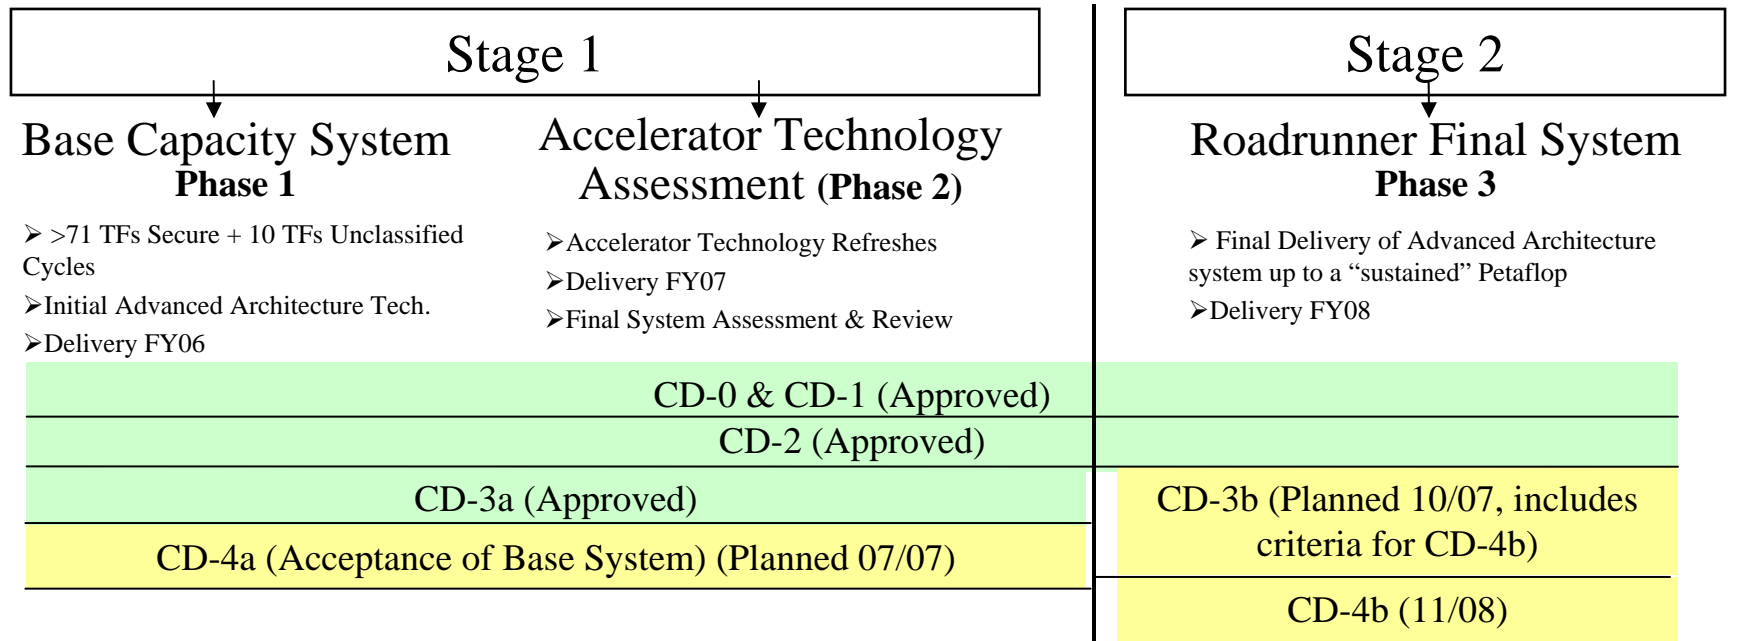 Stage 1
Base Capacity System
Phase 1
➢ >71 TFs Secure + 10 TFs Unclassified
Cycles
➢Initial Advanced Architecture Tech.
➢Delivery FY06
Accelerator Technology
Assessment (Phase 2)
➢Accelerator Technology Refreshes
➢Delivery FY07
➢Final System Assessment & Review
Stage 2
Roadrunner Final System
Phase 3
➢ Final Delivery of Advanced Architecture
system up to a “sustained” Petaflop
➢Delivery FY08
CD-0 & CD-1 (Approved)
CD-2 (Approved)
CD-3a (Approved)
CD-4a (Acceptance of Base System) (Planned 07/07)
CD-3b (Planned 10/07, includes
criteria for CD-4b)
CD-4b (11/08)